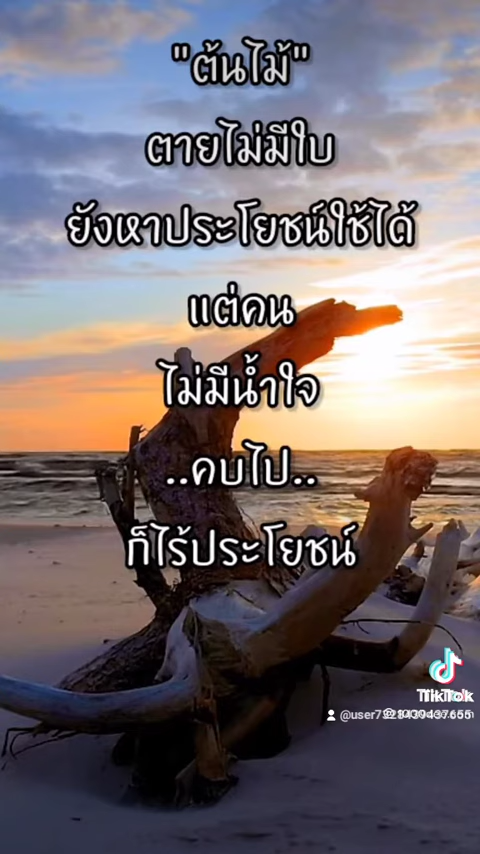 "ต้นไม้"
ตายไม่มีใบ
ยังหาประโยชน์ใช้ได้
แต่คน
ไม่มีน้ำใจ
..คบไป..
ก็ไร้ประโยชน์
TikTok